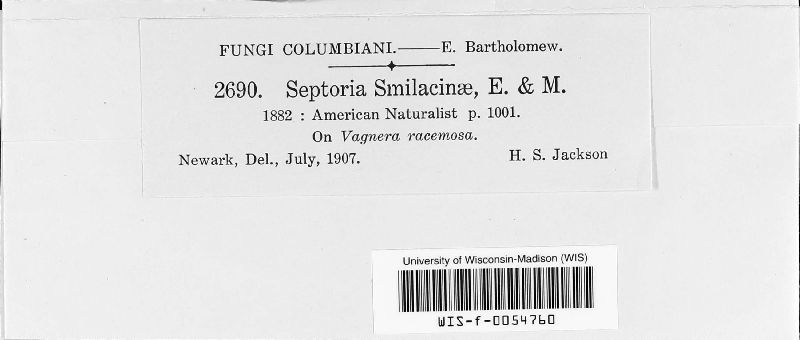 FUNGI COLUMBIANI.——E. Bartholomew.
2690. Septoria Smilacinæ, E. & M.
1882 : American Naturalist p. 1001.
On Vagnera racemosa.
Newark, Del., July, 1907. H. S. Jackson
University of Wisconsin-Madison (WIS)
WIS-f-0054760